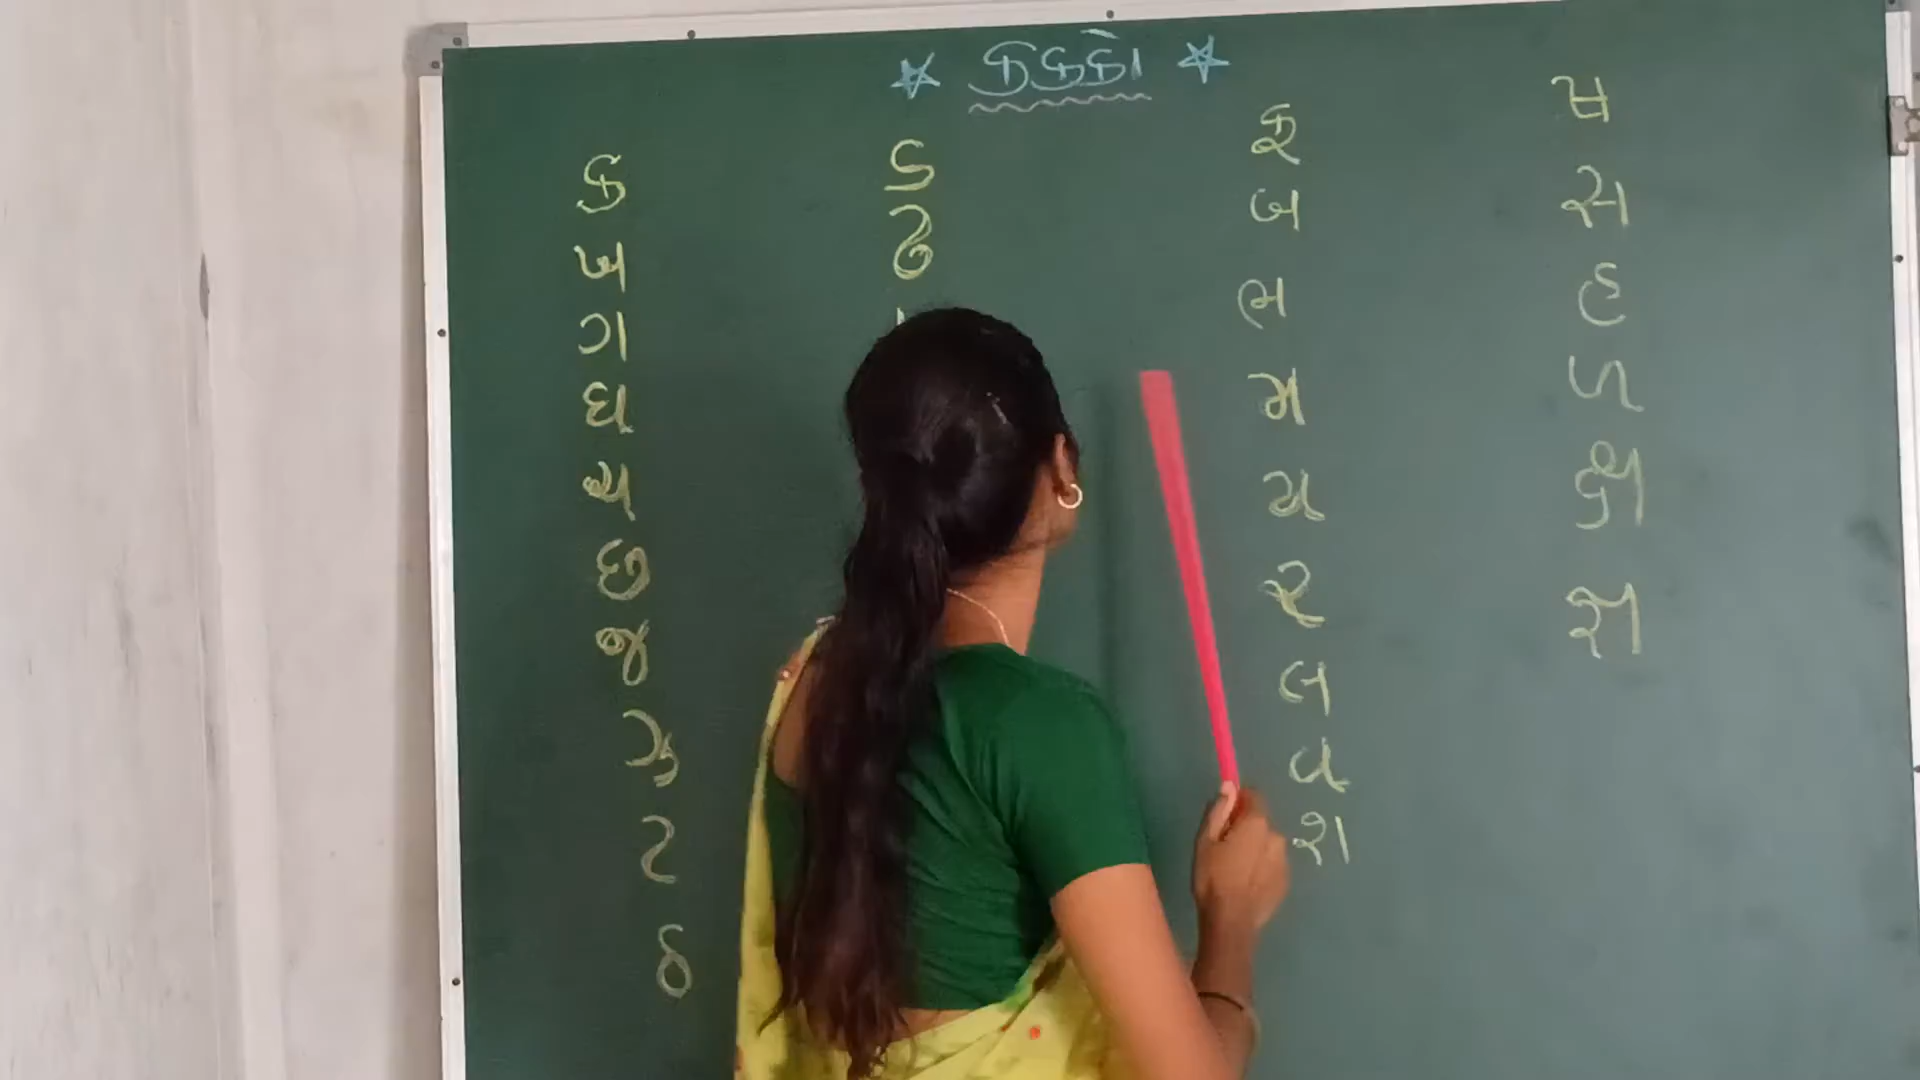 કક્કો
ક
ખ
ગ
ઘ
ચ
છ
જ
ઝ
ટ
ઠ
ડ
ઢ
ફ
બ
ભ
મ
ય
ર
લ
વ
શ
ષ
સ
હ
ળ
ક્ષ
જ્ઞ